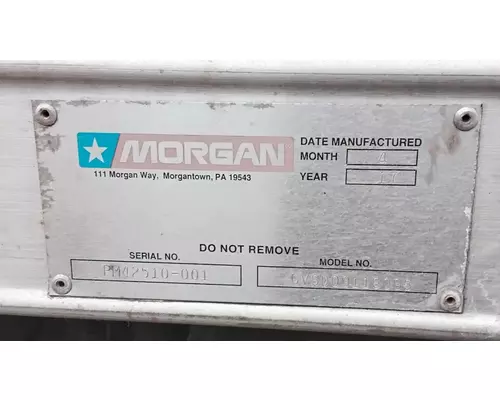 MORGAN
111 Morgan Way, Morgantown, PA 19543
DATE MANUFACTURED
MONTH 4
YEAR 11
DO NOT REMOVE
SERIAL NO.
MODEL NO.